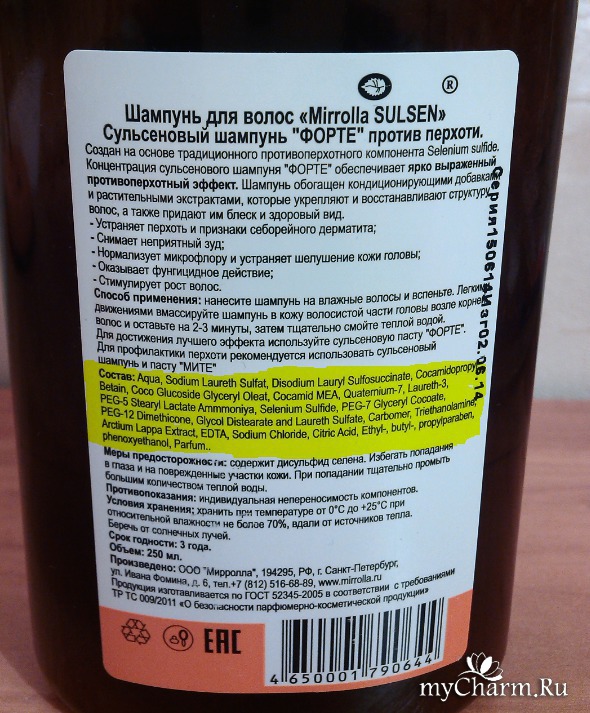 ®
Шампунь для волос «Mirrolla SULSEN»
Сульсеновый шампунь "ФОРТЕ" против перхоти.
Создан на основе традиционного противоперхотного компонента Selenium sulfide.
Концентрация сульсенового шампуня "ФОРТЕ" обеспечивает ярко выраженный
противоперхотный эффект. Шампунь обогащен кондиционирующими добавками
и растительными экстрактами, которые укрепляют и восстанавливают структуру
волос, а также придают им блеск и здоровый вид.
- Устраняет перхоть и признаки себорейного дерматита;
- Снимает неприятный зуд;
- Нормализует микрофлору и устраняет шелушение кожи головы;
- Оказывает фунгицидное действие;
- Стимулирует рост волос.
Способ применения: нанесите шампунь на влажные волосы и вспеньте. Легкими
движениями вмассируйте шампунь в кожу волосистой части головы возле корней
волос и оставьте на 2-3 минуты, затем тщательно смойте теплой водой.
Для достижения лучшего эффекта используйте сульсеновую пасту "ФОРТЕ".
Для профилактики перхоти рекомендуется использовать сульсеновый
шампунь и пасту "МИТЕ"
Состав: Aqua, Sodium Laureth Sulfat, Disodium Lauryl Sulfosuccinate, Cocamidopropyl
Betain, Coco Glucoside Glyceryl Oleat, Cocamid MEA, Quaternium-7, Laureth-3,
PEG-5 Stearyl Lactate Ammmoniya, Selenium Sulfide, PEG-7 Glyceryl Cocoate,
PEG-12 Dimethicone, Glycol Distearate and Laureth Sulfate, Carbomer, Triethanolamine,
Arctium Lappa Extract, EDTA, Sodium Chloride, Citric Acid, Ethyl-, butyl-, propylparaben,
phenoxyethanol, Parfum..
Меры предосторожности: содержит дисульфид селена. Избегать попадания
в глаза и на поврежденные участки кожи. При попадании тщательно промыть
большим количеством теплой воды.
Противопоказания: индивидуальная непереносимость компонентов.
Условия хранения: хранить при температуре от 0°С до +25°С при
относительной влажности не более 70%, вдали от источников тепла.
Беречь от солнечных лучей.
Срок годности: 3 года.
Объем: 250 мл.
Произведено: ООО "Мирролла", 194295, РФ, г. Санкт-Петербург,
ул. Ивана Фомина, д. 6, тел.+7 (812) 516-68-89, www.mirrolla.ru
Продукция изготавливается по ГОСТ 52345-2005 в соответствии с требованиями
ТР ТС 009/2011 «О безопасности парфюмерно-косметической продукции»
EAC
4 650001 790644
Серия150614Изг02.06.14
myCharm.Ru